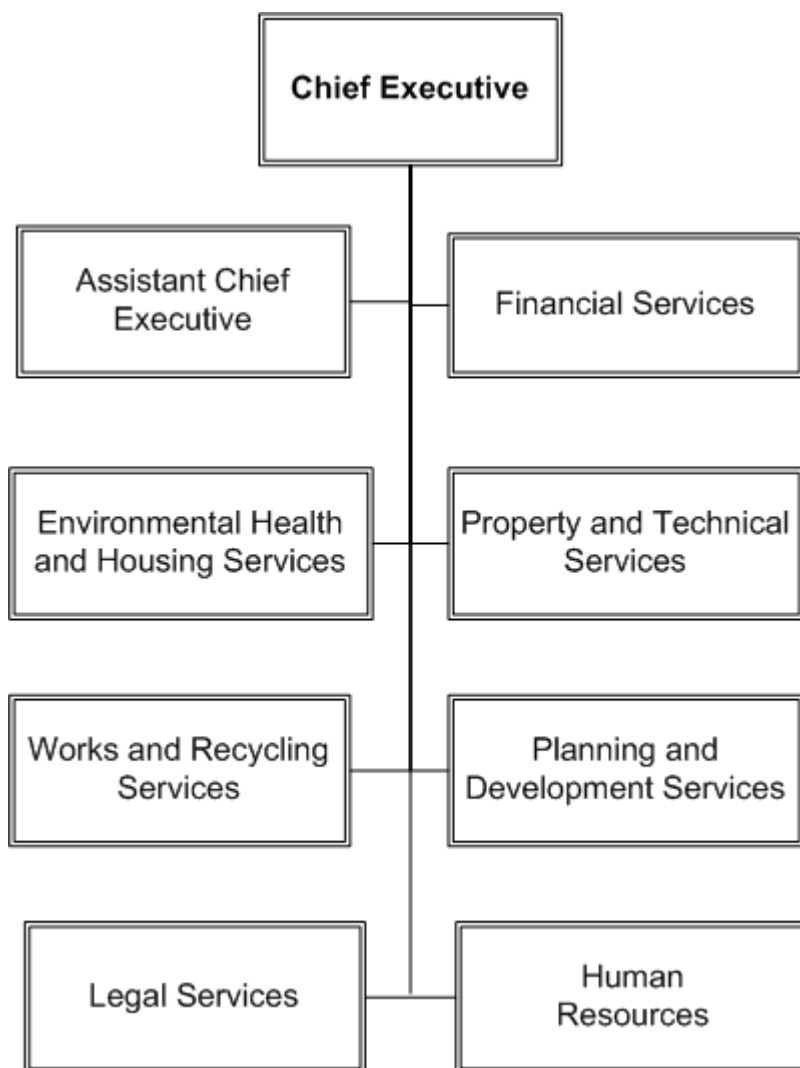 Chief Executive
Assistant Chief
Executive
Financial Services
Environmental Health
and Housing Services
Property and Technical
Services
Works and Recycling
Services
Planning and
Development Services
Legal Services
Human
Resources